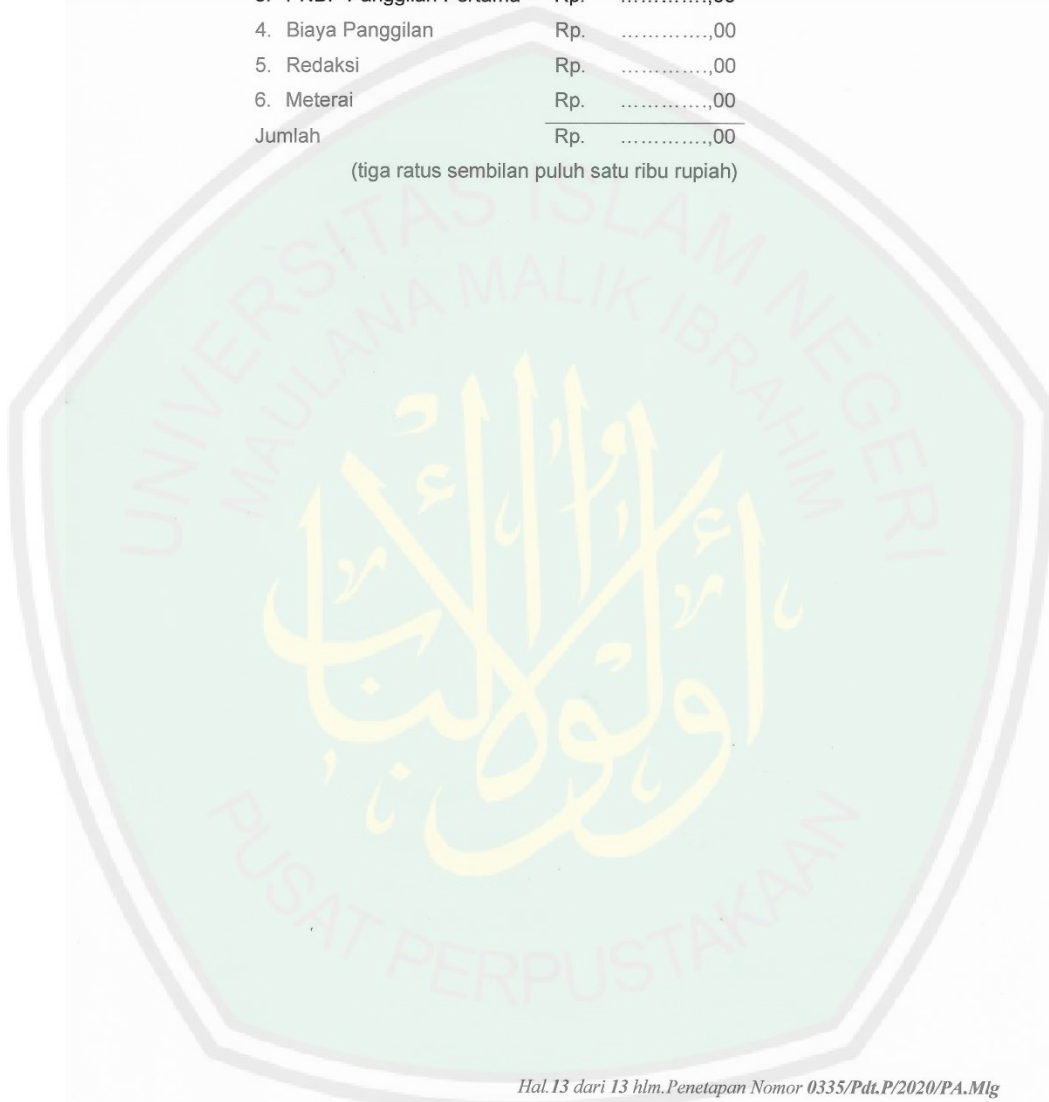 4. Biaya Panggilan Rp. ………….,00
5. Redaksi Rp. ………….,00
6. Meterai Rp. ………….,00
Jumlah Rp. ………….,00
(tiga ratus sembilan puluh satu ribu rupiah)
UNIVERSITAS ISLAM NEGERI
MAULANA MALIK IBRAHIM
أولوا الألباب
PUSAT PERPUSTAKAAN
Hal.13 dari 13 hlm.Penetapan Nomor 0335/Pdt.P/2020/PA.Mlg